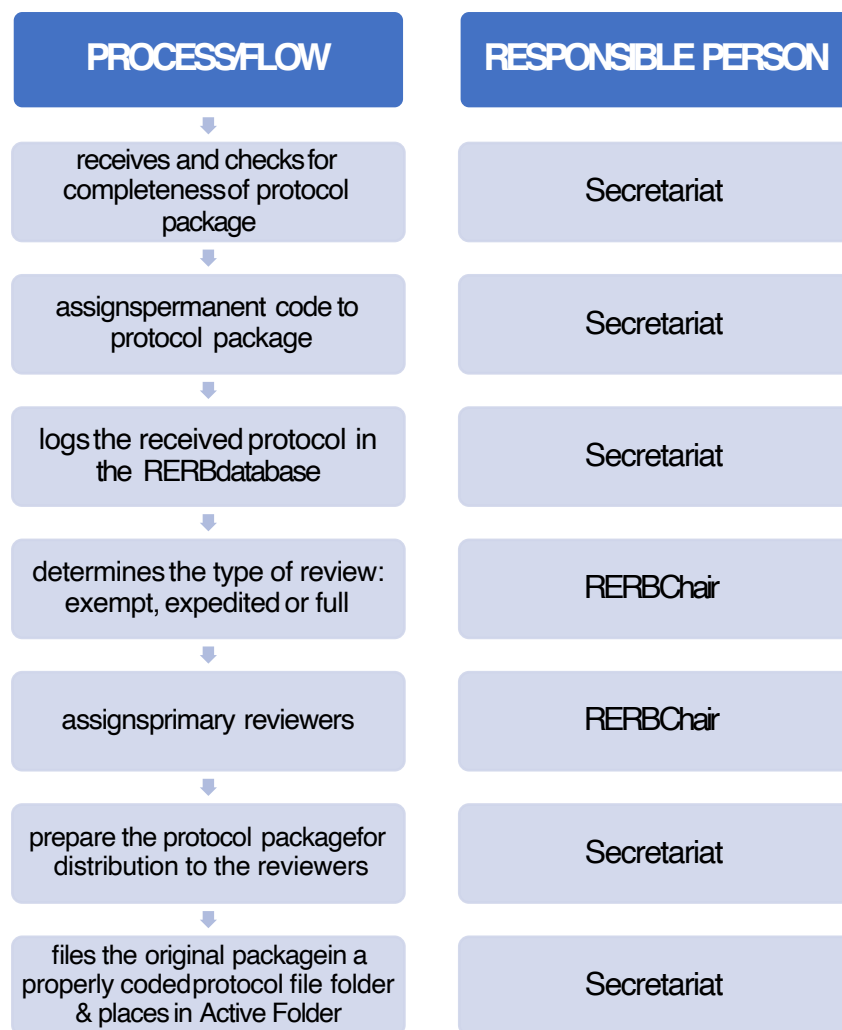 PROCESS/FLOW
RESPONSIBLE PERSON
receives and checks for
completeness of protocol
package
Secretariat
assigns permanent code to
protocol package
Secretariat
logs the received protocol in
the RERB database
Secretariat
determines the type of review:
exempt, expedited or full
RERB Chair
assigns primary reviewers
RERB Chair
prepare the protocol package for
distribution to the reviewers
Secretariat
files the original package in a
properly coded protocol file folder
& places in Active Folder
Secretariat